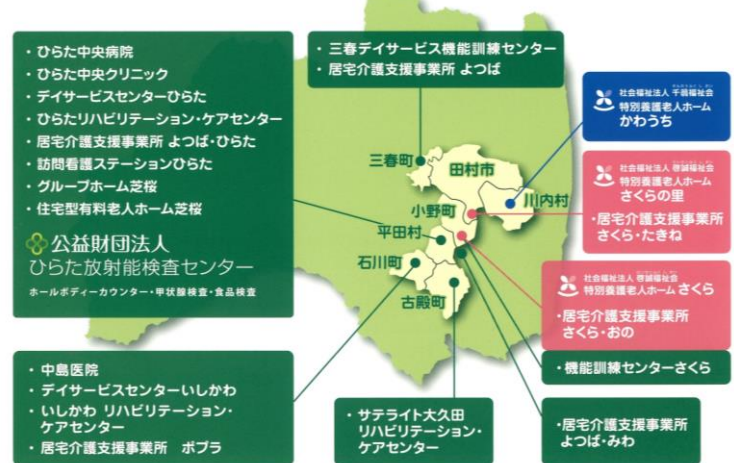 ・ひらた中央病院
・ひらた中央クリニック
・デイサービスセンターひらた
・ひらたリハビリテーション・ケアセンター
・居宅介護支援事業所 よつば・ひらた
・訪問看護ステーションひらた
・グループホーム芝桜
・住宅型有料老人ホーム芝桜
公益財団法人
ひらた放射能検査センター
ホールボディーカウンター・甲状腺検査・食品検査
・三春デイサービス機能訓練センター
・居宅介護支援事業所 よつば
社会福祉法人 千翁福祉会
特別養護老人ホーム
かわうち
社会福祉法人 啓誠福祉会
特別養護老人ホーム
さくらの里
・居宅介護支援事業所
さくら・たきね
三春町
田村市
川内村
小野町
平田村
石川町
古殿町
社会福祉法人 啓誠福祉会
特別養護老人ホーム さくら
・居宅介護支援事業所
さくら・おの
・機能訓練センターさくら
・居宅介護支援事業所
よつば・みわ
・中島医院
・デイサービスセンターいしかわ
・いしかわ リハビリテーション・
ケアセンター
・居宅介護支援事業所 ポプラ
・サテライト大久田
リハビリテーション・
ケアセンター